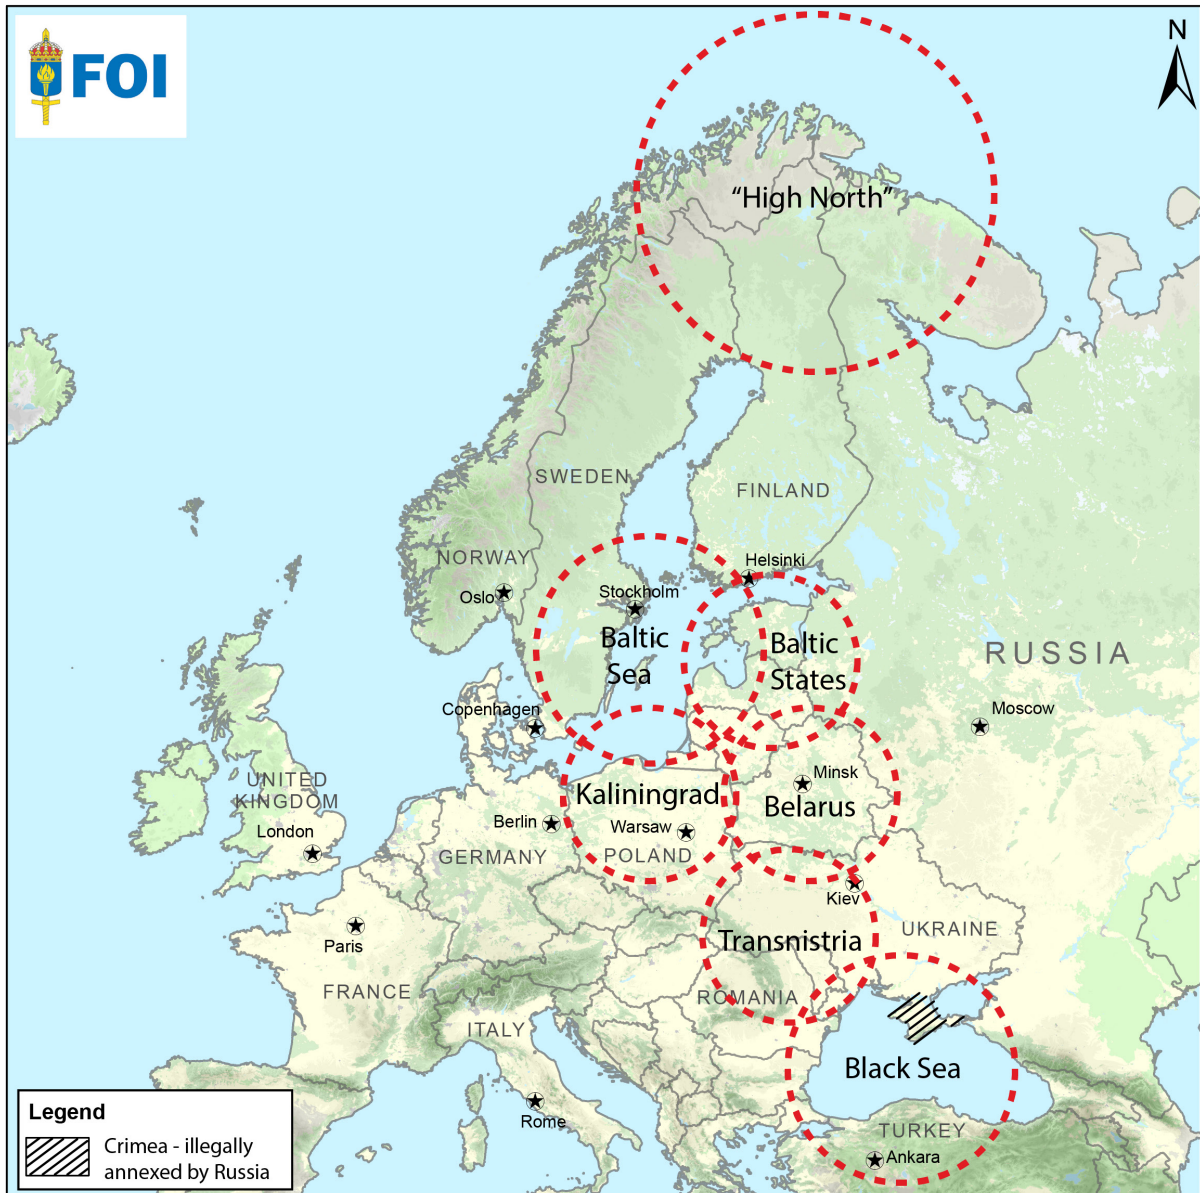 FOI
N
“High North”
SWEDEN
FINLAND
NORWAY
Helsinki
Oslo
Stockholm
Baltic
Sea
Baltic
States
RUSSIA
Copenhagen
Moscow
UNITED
KINGDOM
London
Minsk
Kaliningrad
Belarus
Berlin
Warsaw
GERMANY
POLAND
Kiev
Paris
Transnistria
UKRAINE
FRANCE
ROMANIA
ITALY
Black Sea
Rome
TURKEY
Ankara
Legend
Crimea - illegally
annexed by Russia